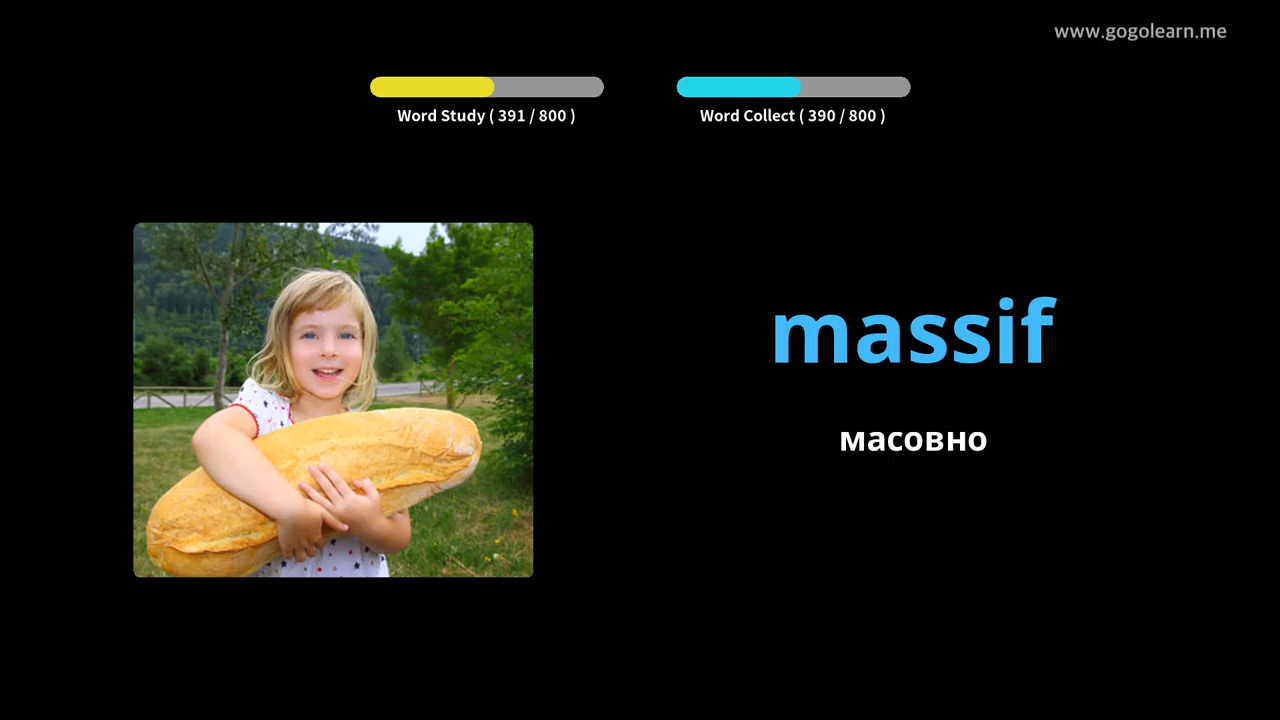 www.gogolearn.me
Word Study ( 391 / 800 )
Word Collect ( 390 / 800 )
massif
масовно